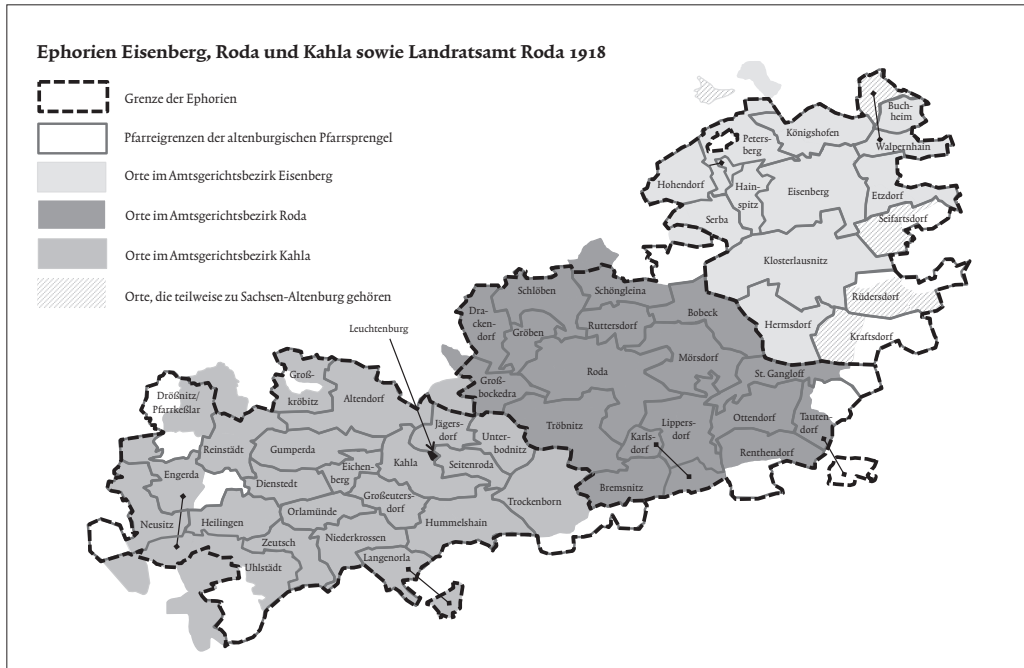 Ephorien Eisenberg, Roda und Kahla sowie Landratsamt Roda 1918
Grenze der Ephorien
Pfarreigrenzen der altenburgischen Pfarrsprengel
Orte im Amtsgerichtsbezirk Eisenberg
Orte im Amtsgerichtsbezirk Roda
Orte im Amtsgerichtsbezirk Kahla
Orte, die teilweise zu Sachsen-Altenburg gehören
Buch-
heim
Königshofen
Peters-
berg
Walpernhain
Hohendorf
Hain-
spitz
Eisenberg
Etzdorf
Serba
Seifartsdorf
Klosterlausnitz
Rüdersdorf
Hermsdorf
Kraftsdorf
Schlöben
Schöngleina
Dra-
cken-
dorf
Gröben
Ruttersdorf
Bobeck
Mörsdorf
Roda
St. Gangloff
Groß-
bockedra
Tröbnitz
Karls-
dorf
Lippers-
dorf
Ottendorf
Tauten-
dorf
Renthendorf
Bremsnitz
Leuchtenburg
Groß-
kröbitz
Altendorf
Drößnitz/
Pfarrkeßlar
Jägers-
dorf
Unter-
bodnitz
Reinstädt
Gumperda
Kahla
Seitenroda
Eichen-
berg
Engerda
Dienstedt
Großeuters-
dorf
Trockenborn
Orlamünde
Neusitz
Heilingen
Hummelshain
Zeutsch
Niederkrossen
Langenorla
Uhlstädt